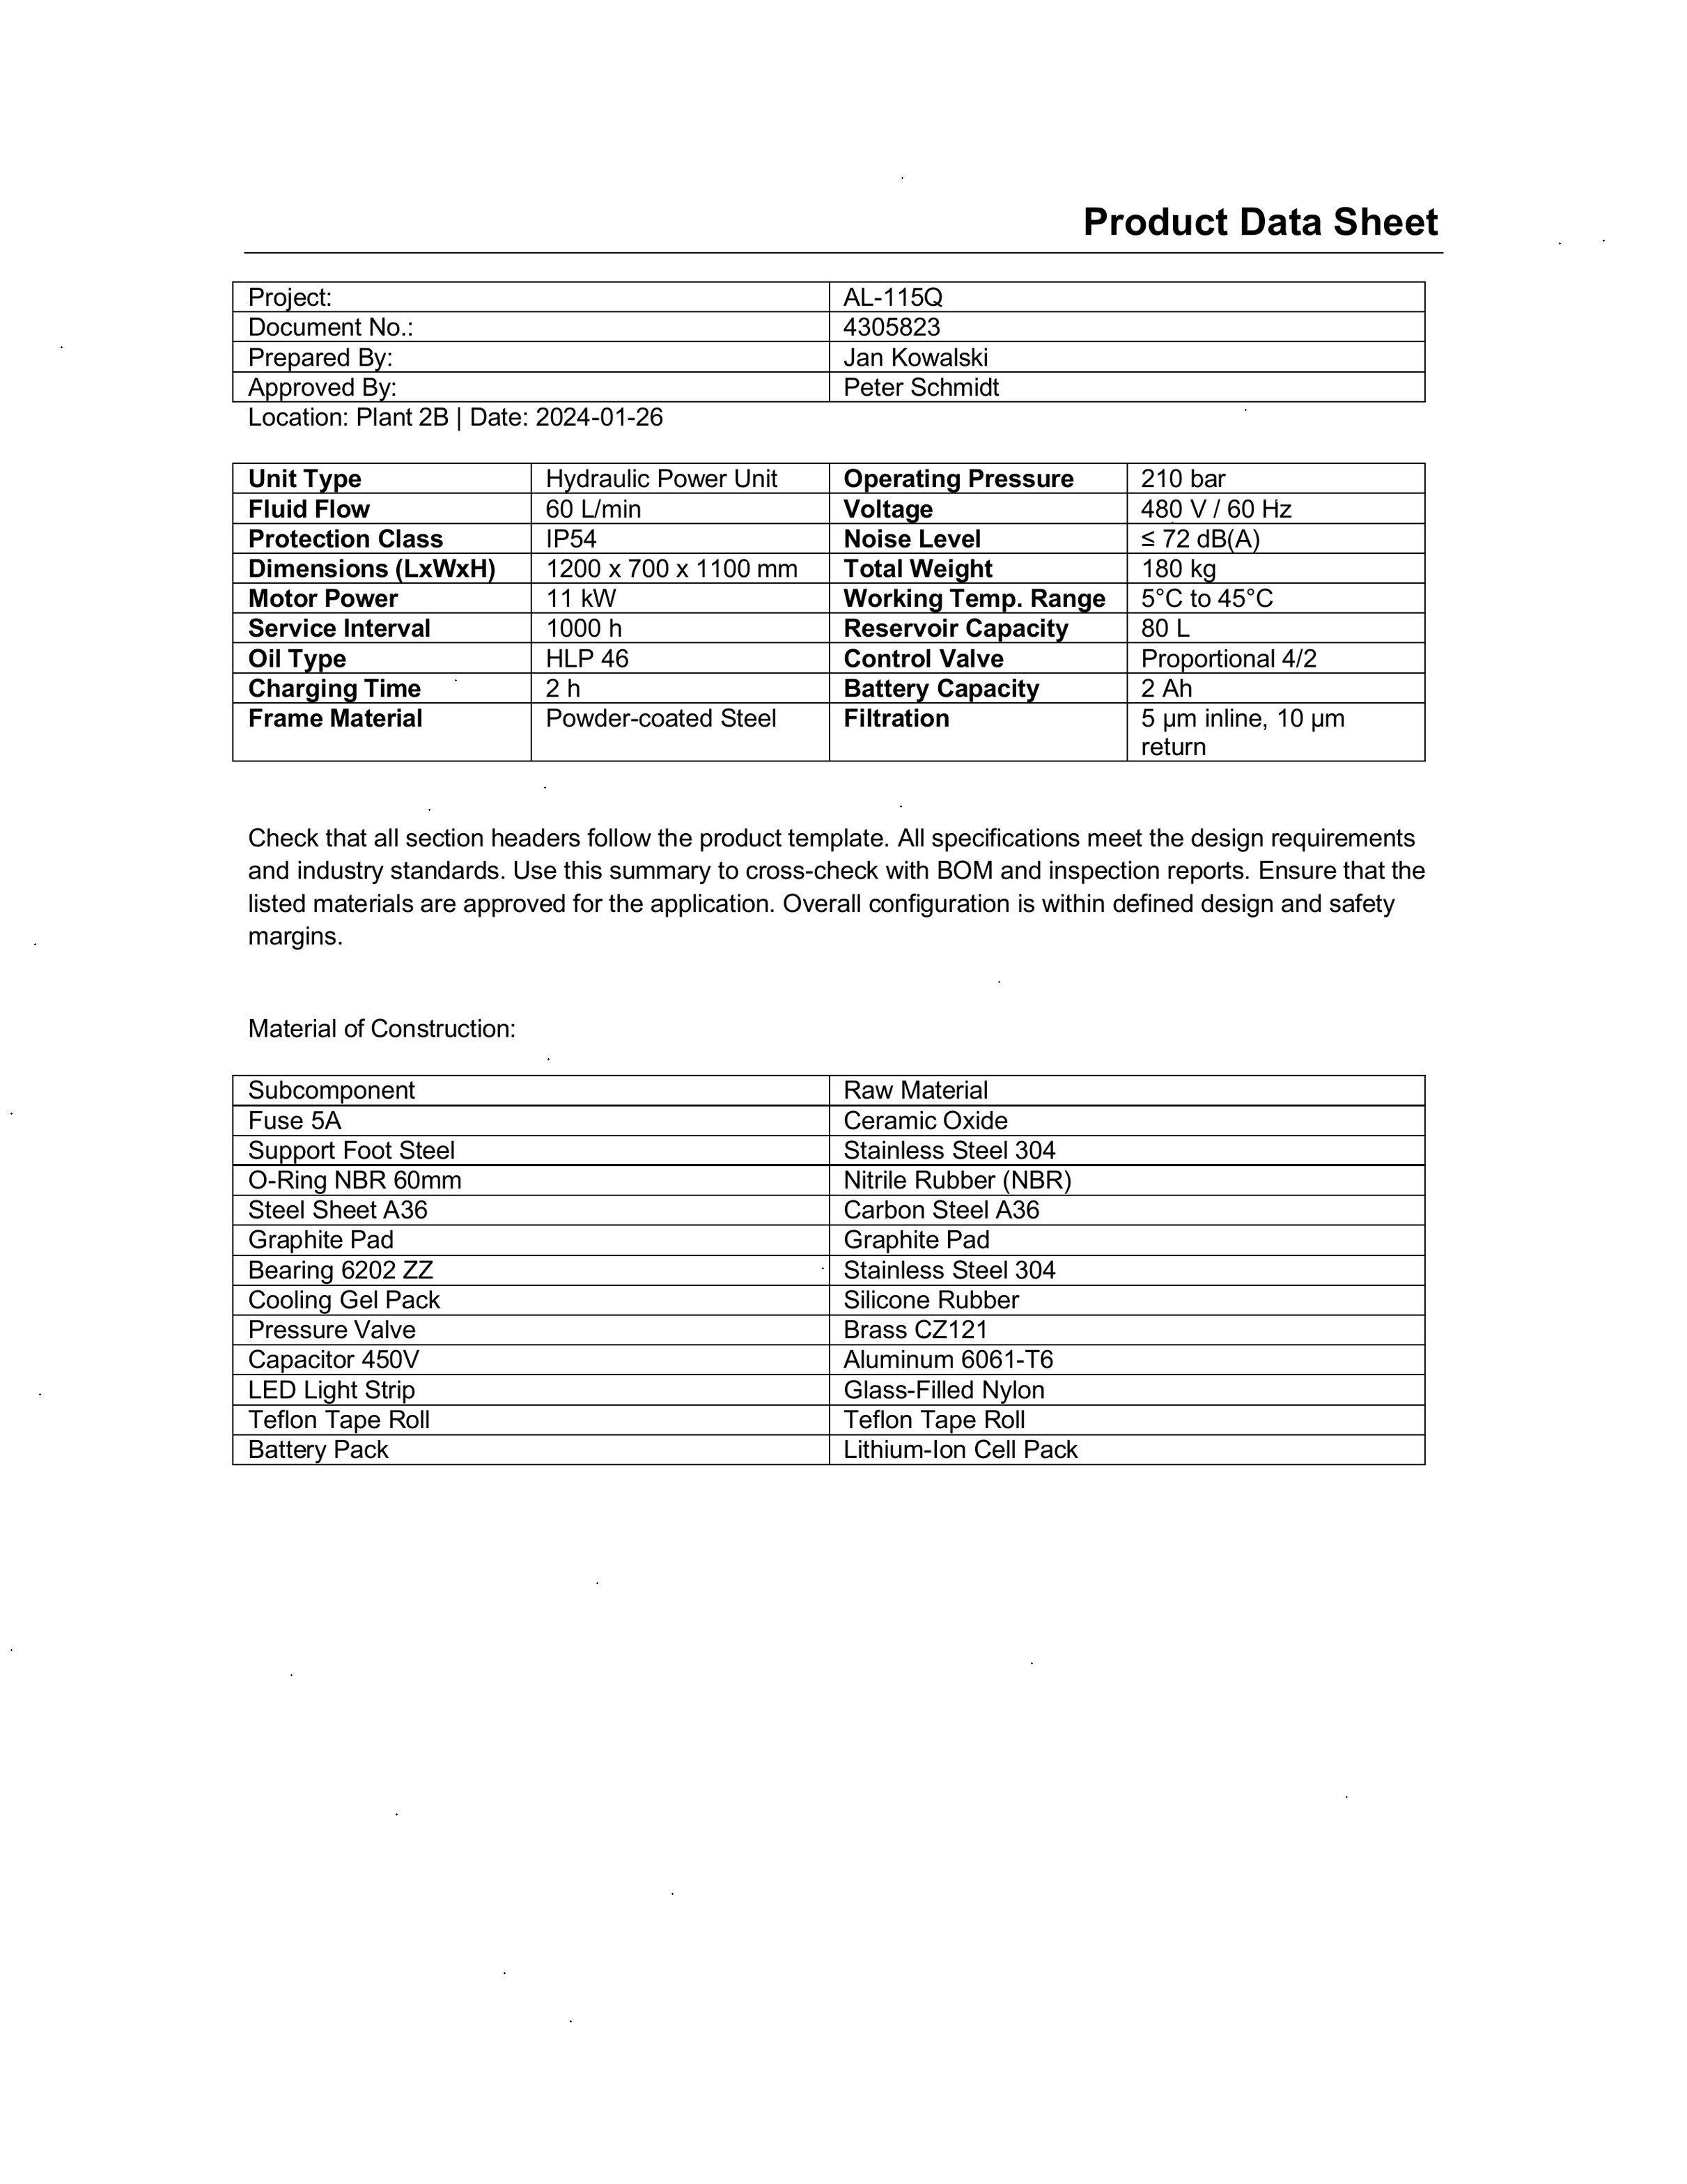 Product Data Sheet
Project: AL-115Q
Document No.: 4305823
Prepared By: Jan Kowalski
Approved By: Peter Schmidt
Location: Plant 2B | Date: 2024-01-26
Unit Type Hydraulic Power Unit Operating Pressure 210 bar
Fluid Flow 60 L/min Voltage 480 V / 60 Hz
Protection Class IP54 Noise Level ≤ 72 dB(A)
Dimensions (LxWxH) 1200 x 700 x 1100 mm Total Weight 180 kg
Motor Power 11 kW Working Temp. Range 5°C to 45°C
Service Interval 1000 h Reservoir Capacity 80 L
Oil Type HLP 46 Control Valve Proportional 4/2
Charging Time 2 h Battery Capacity 2 Ah
Frame Material Powder-coated Steel Filtration 5 µm inline, 10 µm
return
Check that all section headers follow the product template. All specifications meet the design requirements
and industry standards. Use this summary to cross-check with BOM and inspection reports. Ensure that the
listed materials are approved for the application. Overall configuration is within defined design and safety
margins.
Material of Construction:
Subcomponent Raw Material
Fuse 5A Ceramic Oxide
Support Foot Steel Stainless Steel 304
O-Ring NBR 60mm Nitrile Rubber (NBR)
Steel Sheet A36 Carbon Steel A36
Graphite Pad Graphite Pad
Bearing 6202 ZZ Stainless Steel 304
Cooling Gel Pack Silicone Rubber
Pressure Valve Brass CZ121
Capacitor 450V Aluminum 6061-T6
LED Light Strip Glass-Filled Nylon
Teflon Tape Roll Teflon Tape Roll
Battery Pack Lithium-Ion Cell Pack